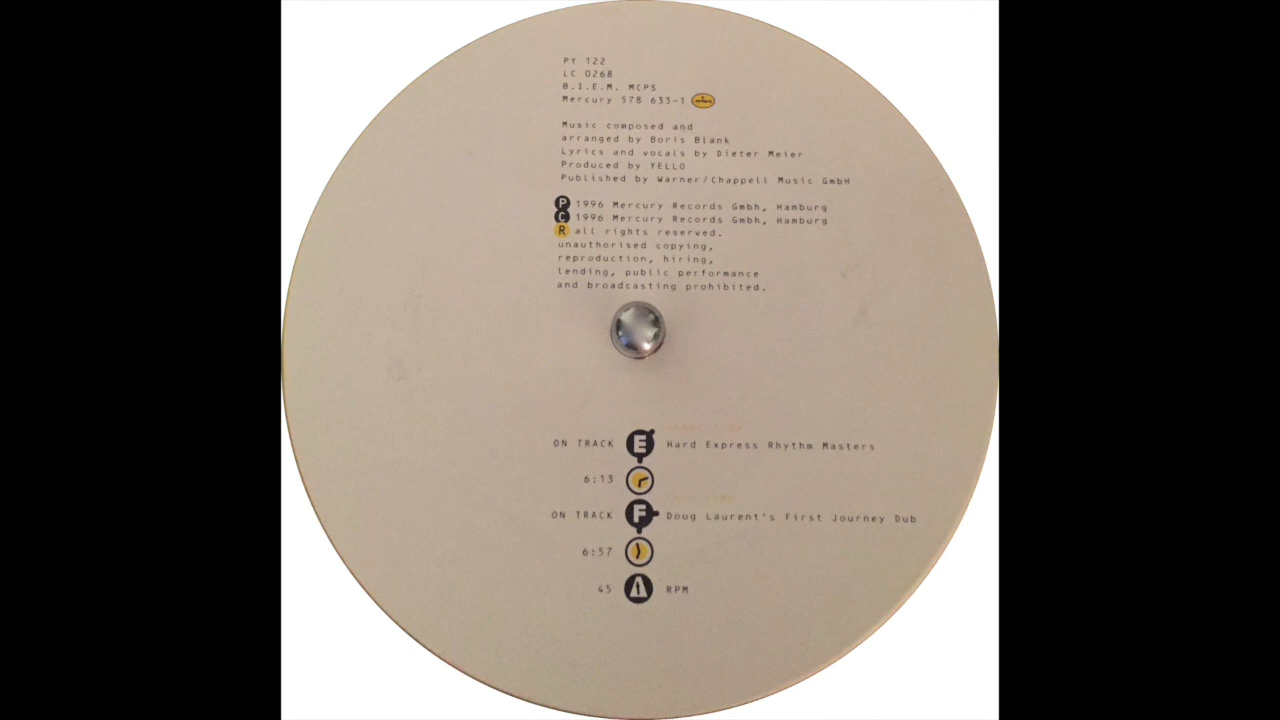 PY 122
LC 0268
B.I.E.M. MCPS
Mercury 578 633-1
Music composed and
arranged by Boris Blank
Lyrics and vocals by Dieter Meier
Produced by YELLO
Published by Warner/Chappell Music GmbH
P 1996 Mercury Records Gmbh, Hamburg
C 1996 Mercury Records Gmbh, Hamburg
R all rights reserved.
unauthorised copying,
reproduction, hiring,
lending, public performance
and broadcasting prohibited.
ON TRACK E Hard Express Rhythm Masters
6:13
ON TRACK F Doug Laurent's First Journey Dub
6:57
45 RPM